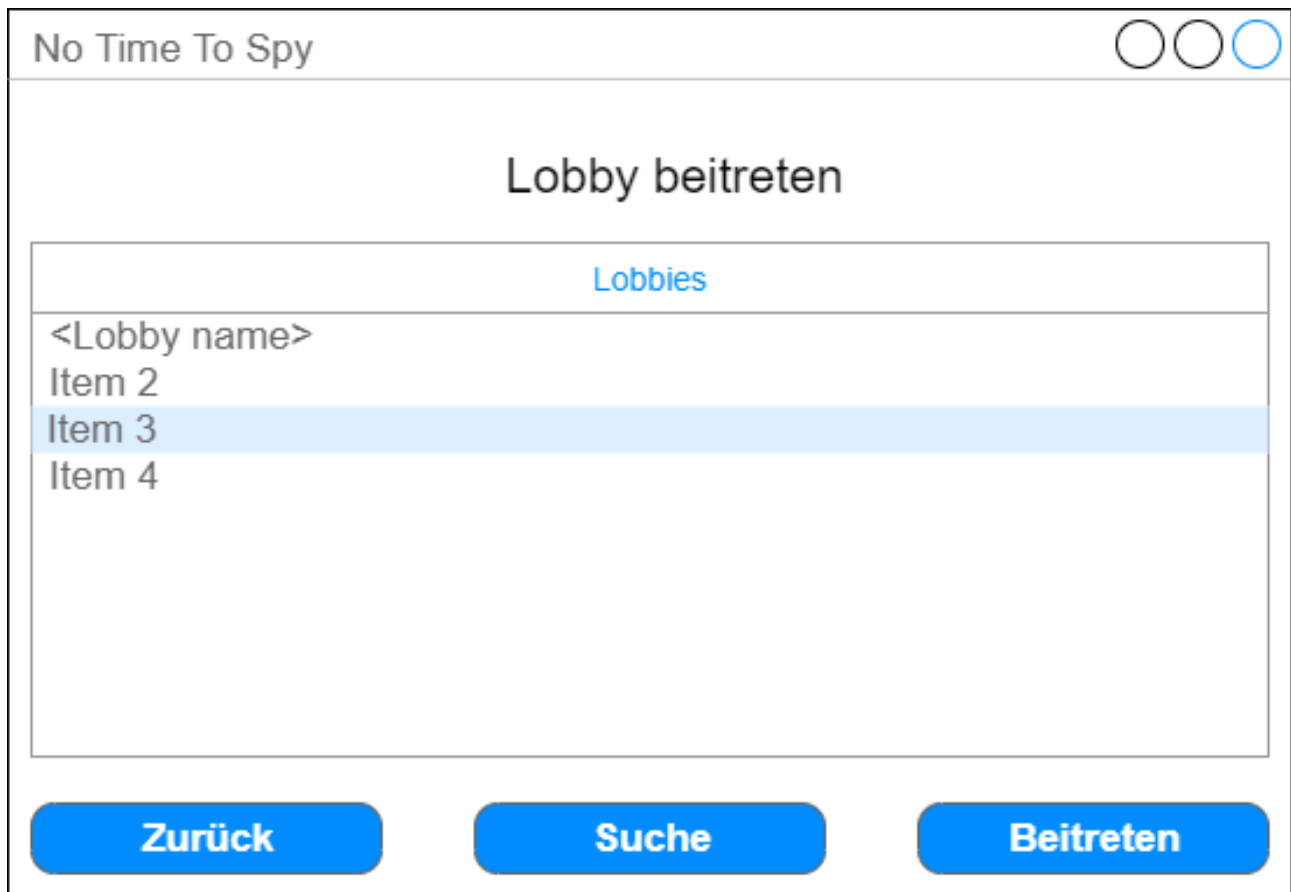 No Time To Spy
Lobby beitreten
Lobbies
<Lobby name>
Item 2
Item 3
Item 4
Zurück
Suche
Beitreten